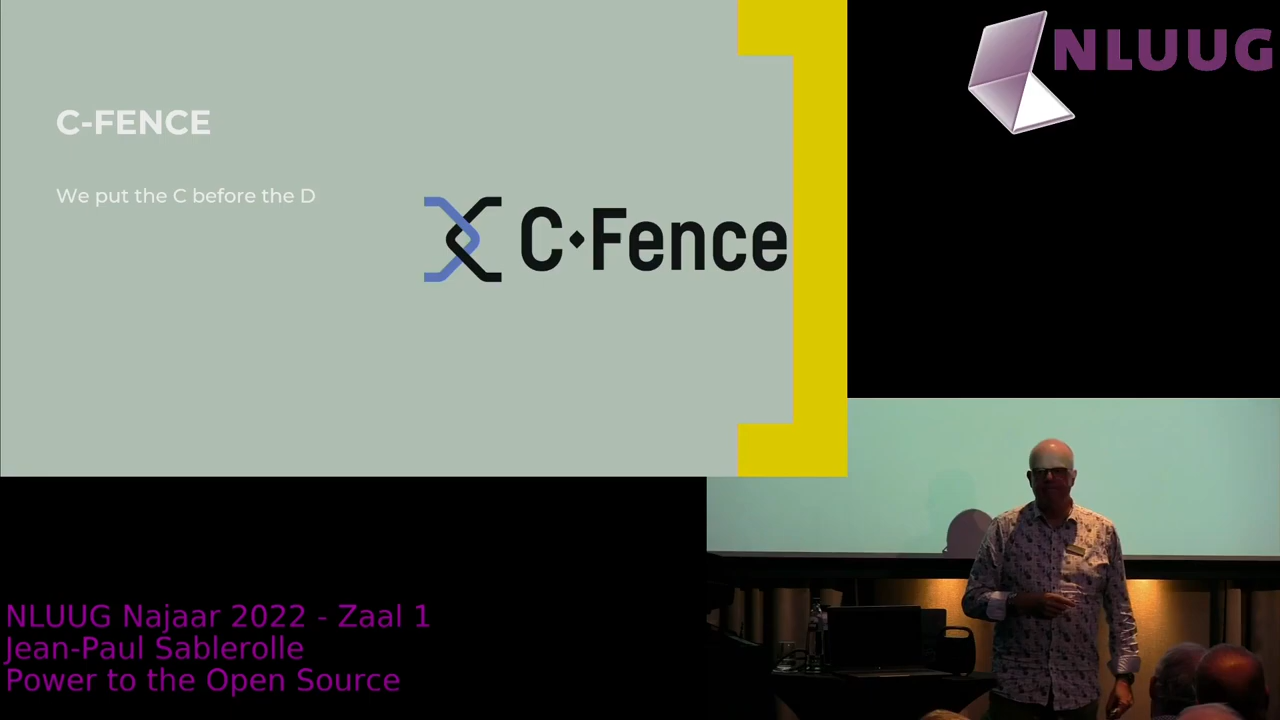 C-FENCE
We put the C before the D
C·Fence
NLUUG
NLUUG Najaar 2022 - Zaal 1
Jean-Paul Sablerolle
Power to the Open Source